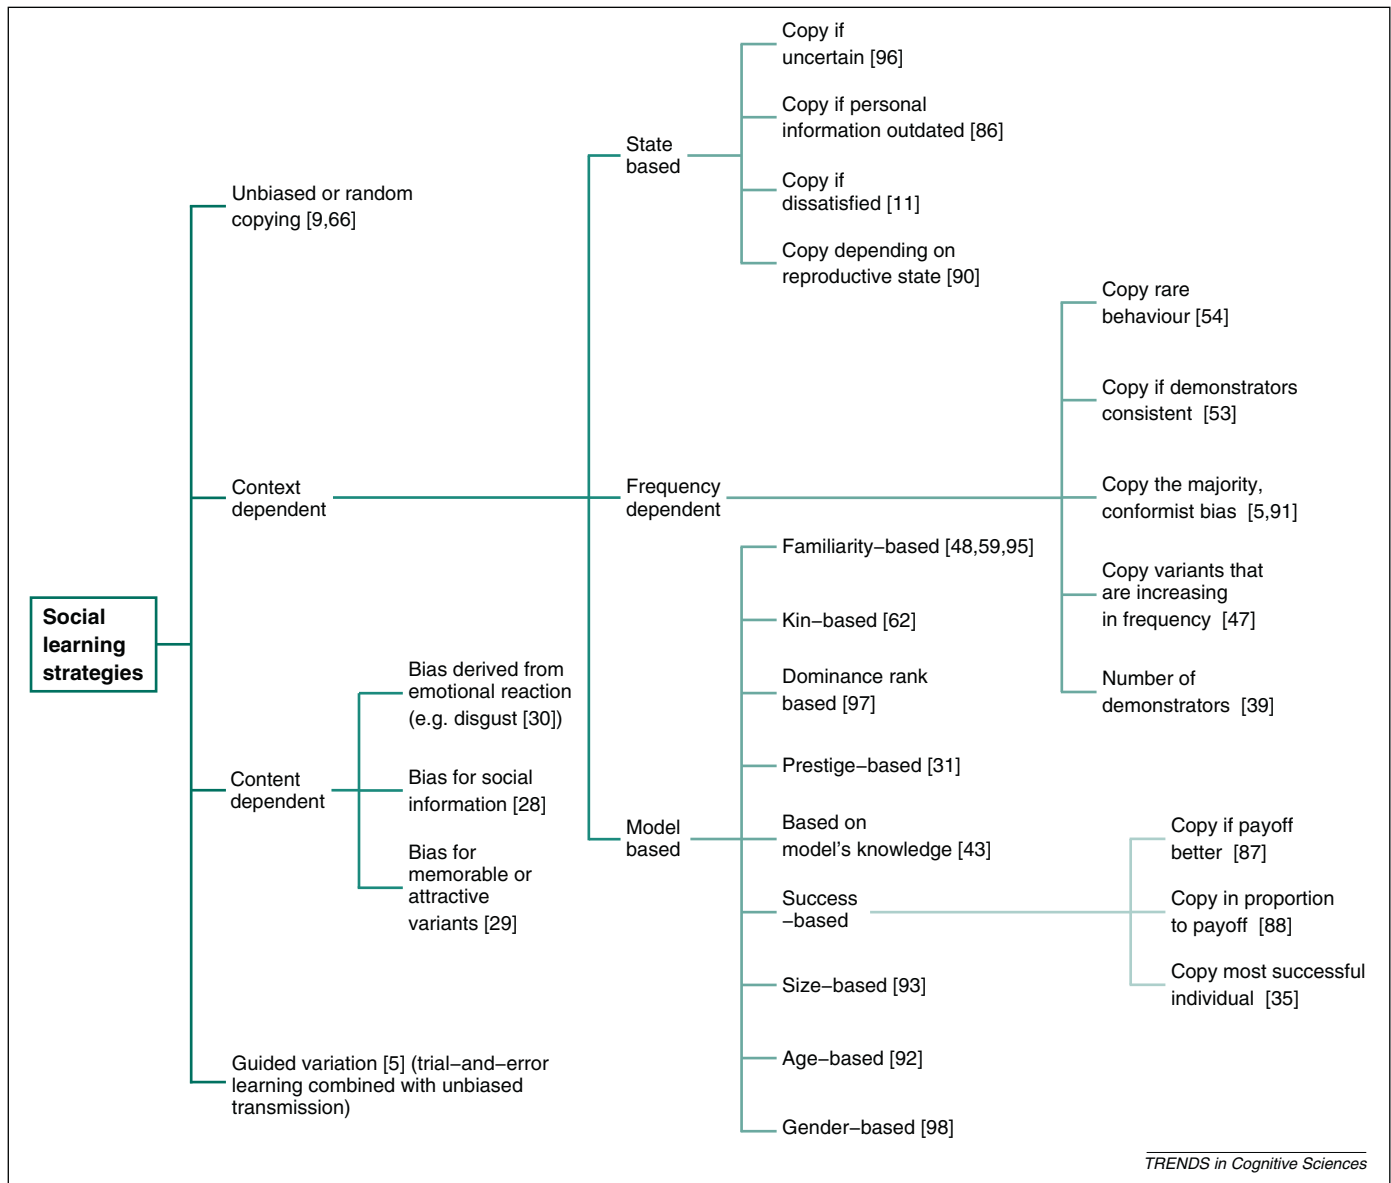 Social
learning
strategies
Unbiased or random
copying [9,66]
Context
dependent
State
based
Copy if
uncertain [96]
Copy if personal
information outdated [86]
Copy if
dissatisfied [11]
Copy depending on
reproductive state [90]
Frequency
dependent
Copy rare
behaviour [54]
Copy if demonstrators
consistent [53]
Copy the majority,
conformist bias [5,91]
Copy variants that
are increasing
in frequency [47]
Number of
demonstrators [39]
Model
based
Familiarity–based [48,59,95]
Kin–based [62]
Dominance rank
based [97]
Prestige–based [31]
Based on
model's knowledge [43]
Success
–based
Copy if payoff
better [87]
Copy in proportion
to payoff [88]
Copy most successful
individual [35]
Size–based [93]
Age–based [92]
Gender–based [98]
Content
dependent
Bias derived from
emotional reaction
(e.g. disgust [30])
Bias for social
information [28]
Bias for
memorable or
attractive
variants [29]
Guided variation [5] (trial–and–error
learning combined with unbiased
transmission)
TRENDS in Cognitive Sciences